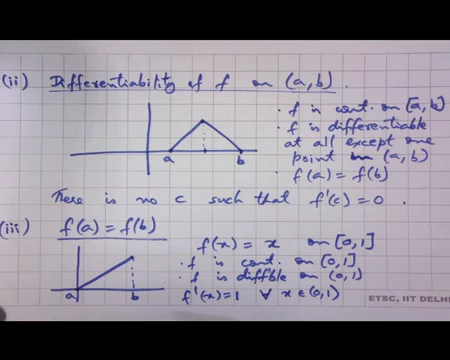 (ii) Differentiability of f on (a,b).
· f is cont. on [a,b]
· f is differentiable
at all except one
point in (a,b)
· f(a) = f(b)
a b
There is no c such that f'(c) = 0 .
(iii) f(a) = f(b)
f(x) = x on [0,1]
· f is cont. on [0,1]
· f is diffble on (0,1)
f'(x) = 1 ∀ x ∈ (0,1)
a b
ETSC, IIT DELHI